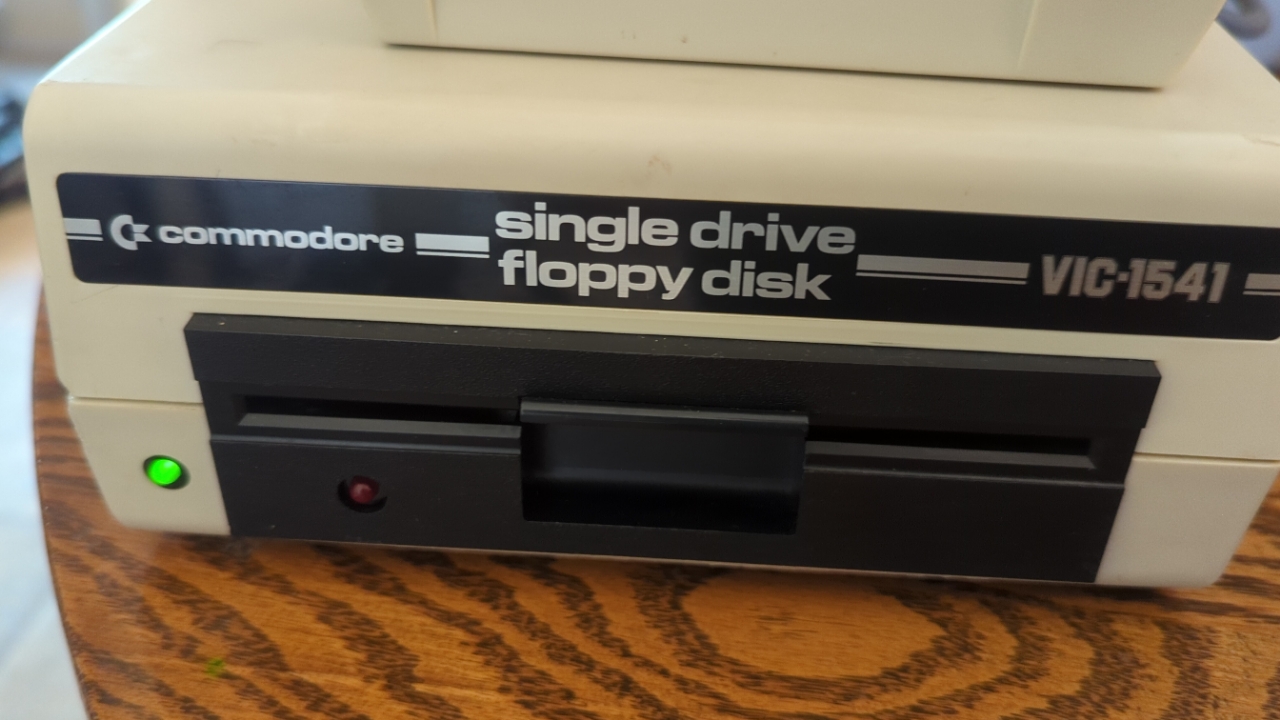 commodore
single drive
floppy disk
VIC-1541